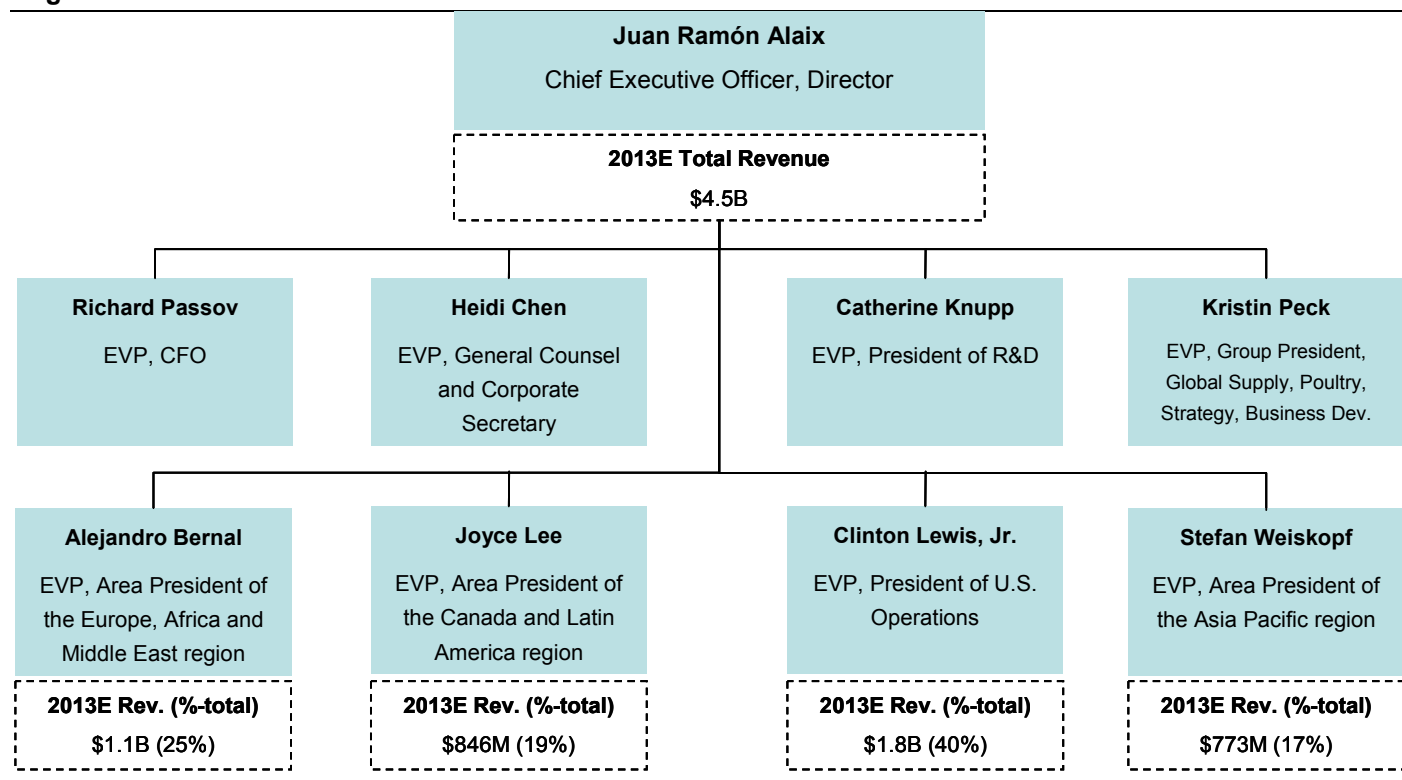 Juan Ramón Alaix
Chief Executive Officer, Director
2013E Total Revenue
$4.5B
Richard Passov
EVP, CFO
Heidi Chen
EVP, General Counsel
and Corporate
Secretary
Catherine Knupp
EVP, President of R&D
Kristin Peck
EVP, Group President,
Global Supply, Poultry,
Strategy, Business Dev.
Alejandro Bernal
EVP, Area President of
the Europe, Africa and
Middle East region
2013E Rev. (%-total)
$1.1B (25%)
Joyce Lee
EVP, Area President of
the Canada and Latin
America region
2013E Rev. (%-total)
$846M (19%)
Clinton Lewis, Jr.
EVP, President of U.S.
Operations
2013E Rev. (%-total)
$1.8B (40%)
Stefan Weiskopf
EVP, Area President of
the Asia Pacific region
2013E Rev. (%-total)
$773M (17%)